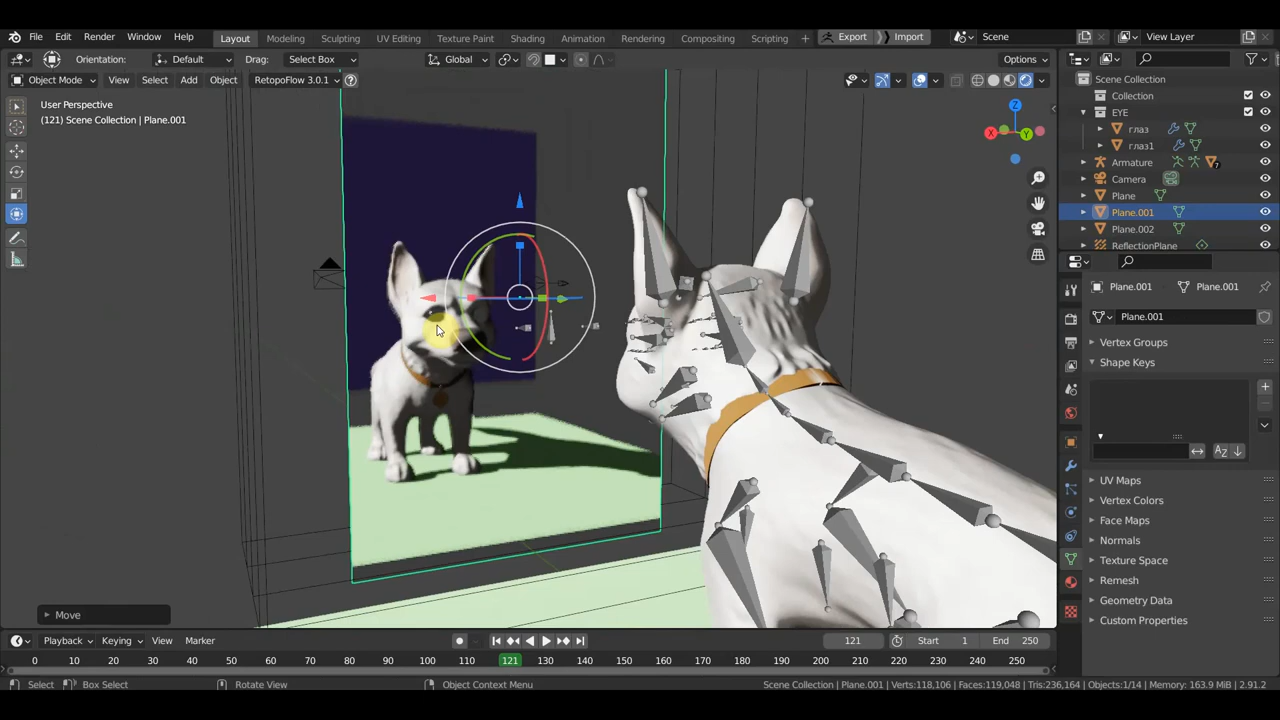 File Edit Render Window Help Layout Modeling Sculpting UV Editing Texture Paint Shading Animation Rendering Compositing Scripting + Export Import Scene View Layer
Orientation: Default Drag: Select Box Global Options
Object Mode View Select Add Object RetopoFlow 3.0.1 ?
User Perspective
(121) Scene Collection | Plane.001
Z
X
Y
Scene Collection
Collection
EYE
глаз
глаз1
Armature
7
Camera
Plane
Plane.001
Plane.002
ReflectionPlane
Plane.001 Plane.001
Plane.001
Vertex Groups
Shape Keys
UV Maps
Vertex Colors
Face Maps
Normals
Texture Space
Remesh
Geometry Data
Custom Properties
Move
Playback Keying View Marker 121 Start 1 End 250
0 10 20 30 40 50 60 70 80 90 100 110 121 130 140 150 160 170 180 190 200 210 220 230 240 250
Select Box Select Rotate View Object Context Menu Scene Collection | Plane.001 | Verts:118,106 | Faces:119,048 | Tris:236,164 | Objects:1/14 | Memory: 163.9 MiB | 2.91.2